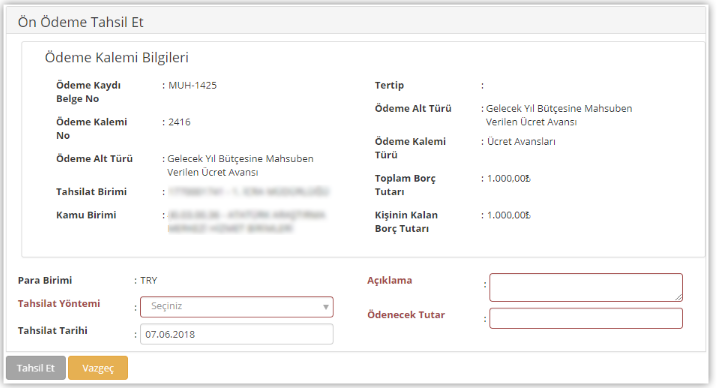 Ön Ödeme Tahsil Et
Ödeme Kalemi Bilgileri
Ödeme Kaydı
Belge No
: MUH-1425
Ödeme Kalemi
No
: 2416
Ödeme Alt Türü
: Gelecek Yıl Bütçesine Mahsuben
Verilen Ücret Avansı
Tahsilat Birimi
:
Kamu Birimi
:
Tertip
:
Ödeme Alt Türü
: Gelecek Yıl Bütçesine Mahsuben
Verilen Ücret Avansı
Ödeme Kalemi
Türü
: Ücret Avansları
Toplam Borç
Tutarı
: 1.000,00₺
Kişinin Kalan
Borç Tutarı
: 1.000,00₺
Para Birimi
: TRY
Tahsilat Yöntemi
: Seçiniz
Tahsilat Tarihi
: 07.06.2018
Açıklama
:
Ödenecek Tutar
:
Tahsil Et
Vazgeç